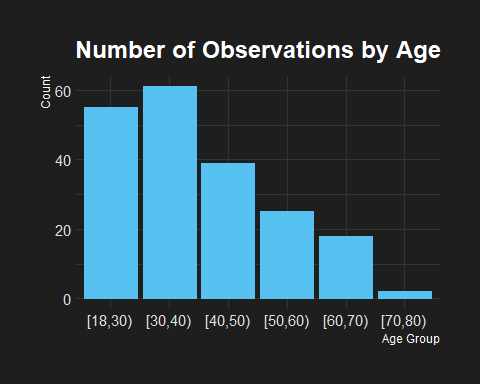 Number of Observations by Age
Count
60
40
20
0
[18,30) [30,40) [40,50) [50,60) [60,70) [70,80)
Age Group